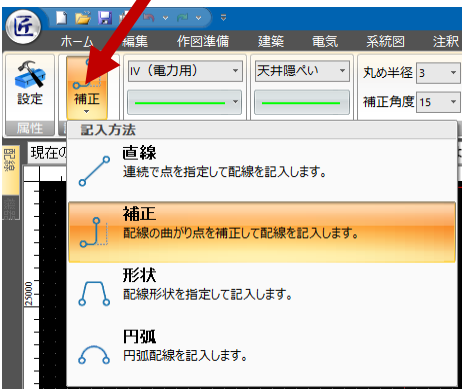 匠
ホーム 編集 作図準備 建築 電気 系統図 注釈
設定 補正 IV（電力用） 天井隠ぺい 丸め半径 3
補正角度 15
属性 記入方法
配線 現在の
直線
連続で点を指定して配線を記入します。
補正
配線の曲がり点を補正して配線を記入します。
形状
配線形状を指定して記入します。
円弧
円弧配線を記入します。
25000